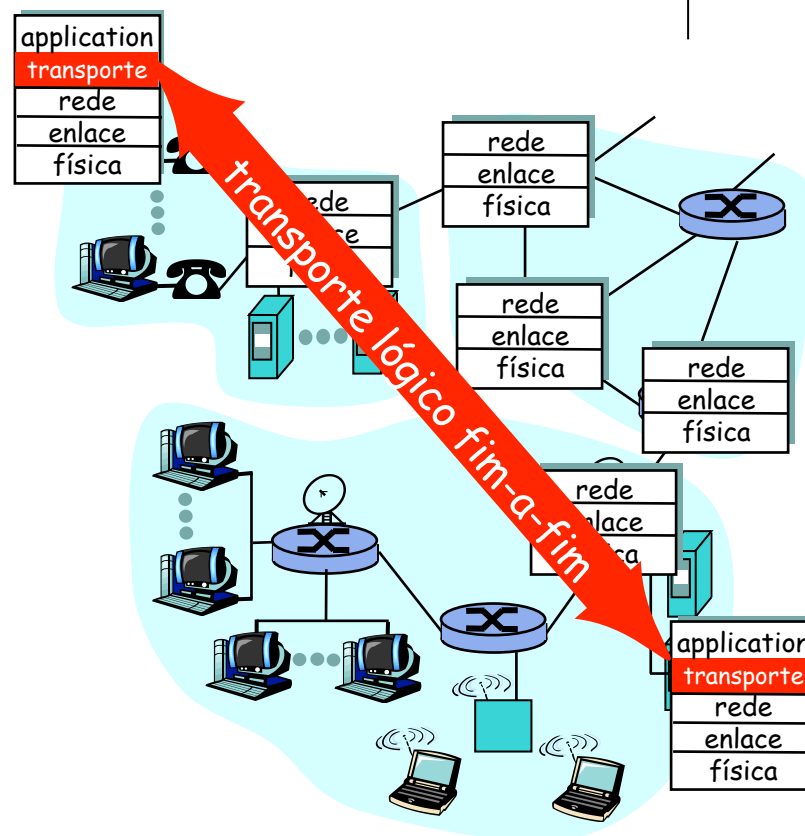 application
transporte
rede
enlace
física
rede
enlace
física
transporte lógico fim-a-fim
rede
enlace
física
rede
enlace
física
rede
application
transporte
rede
enlace
física